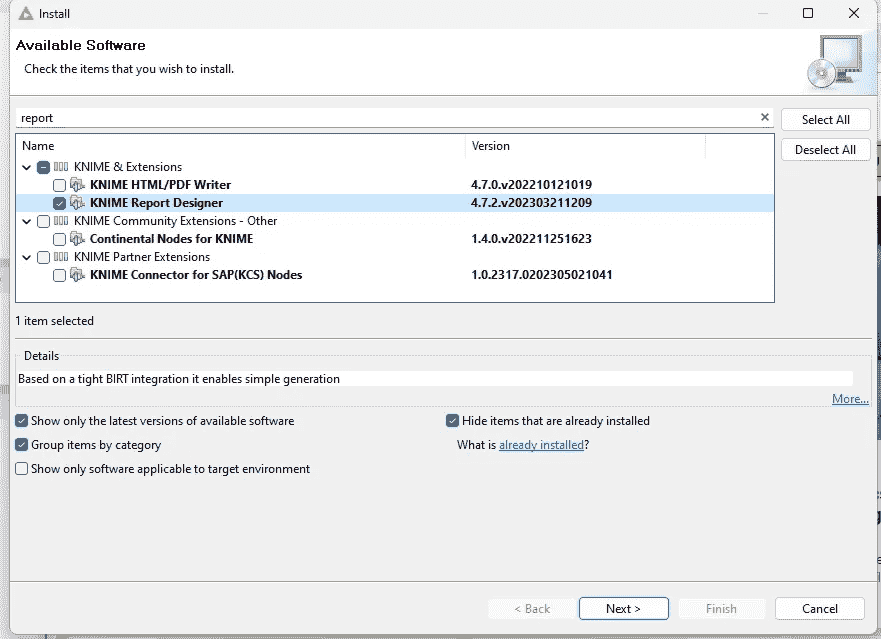 Install
Available Software
Check the items that you wish to install.
report
Select All
Deselect All
Name Version
KNIME & Extensions
KNIME HTML/PDF Writer 4.7.0.v202210121019
KNIME Report Designer 4.7.2.v202303211209
KNIME Community Extensions - Other
Continental Nodes for KNIME 1.4.0.v202211251623
KNIME Partner Extensions
KNIME Connector for SAP(KCS) Nodes 1.0.2317.0202305021041
1 item selected
Details
Based on a tight BIRT integration it enables simple generation
More...
Show only the latest versions of available software Hide items that are already installed
Group items by category What is already installed?
Show only software applicable to target environment
< Back Next > Finish Cancel